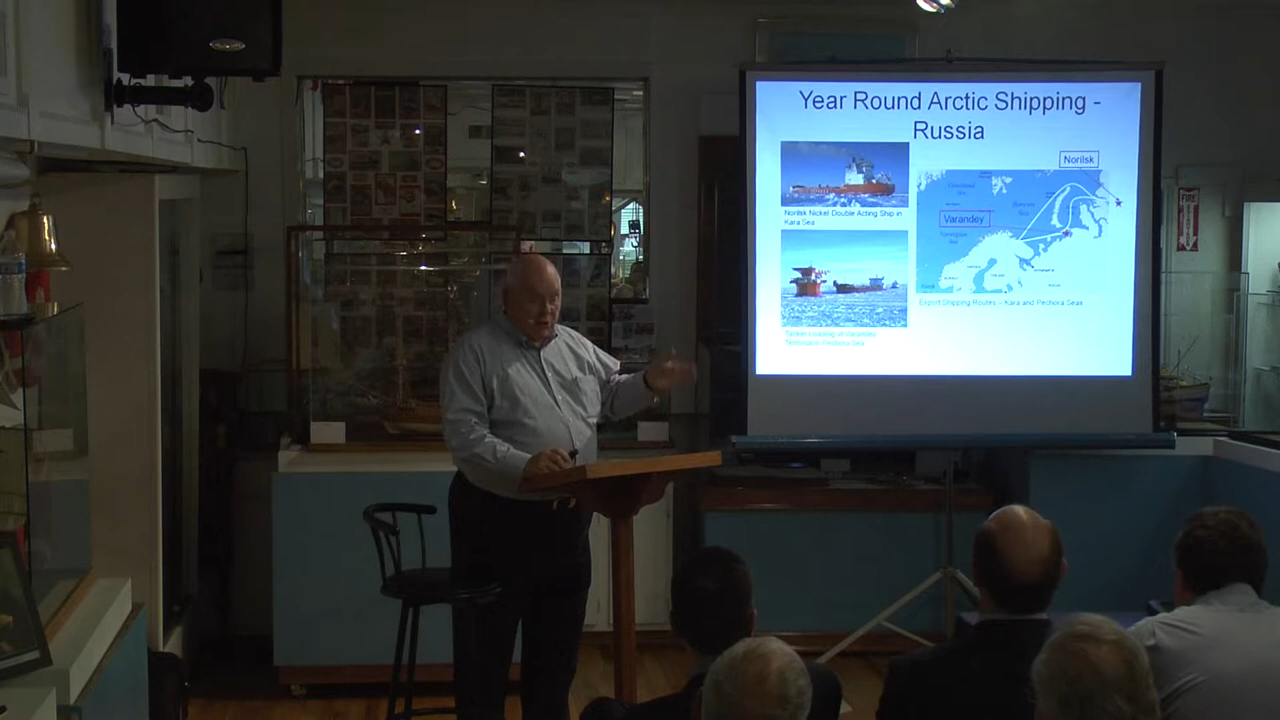 Year Round Arctic Shipping -
Russia
Norilsk
Varandey
Norilsk Nickel Double Acting Ship in
Kara Sea
Export Shipping Routes – Kara and Pechora Seas
Tanker Loading at Varandey
Terminal in Pechora Sea
FIRE